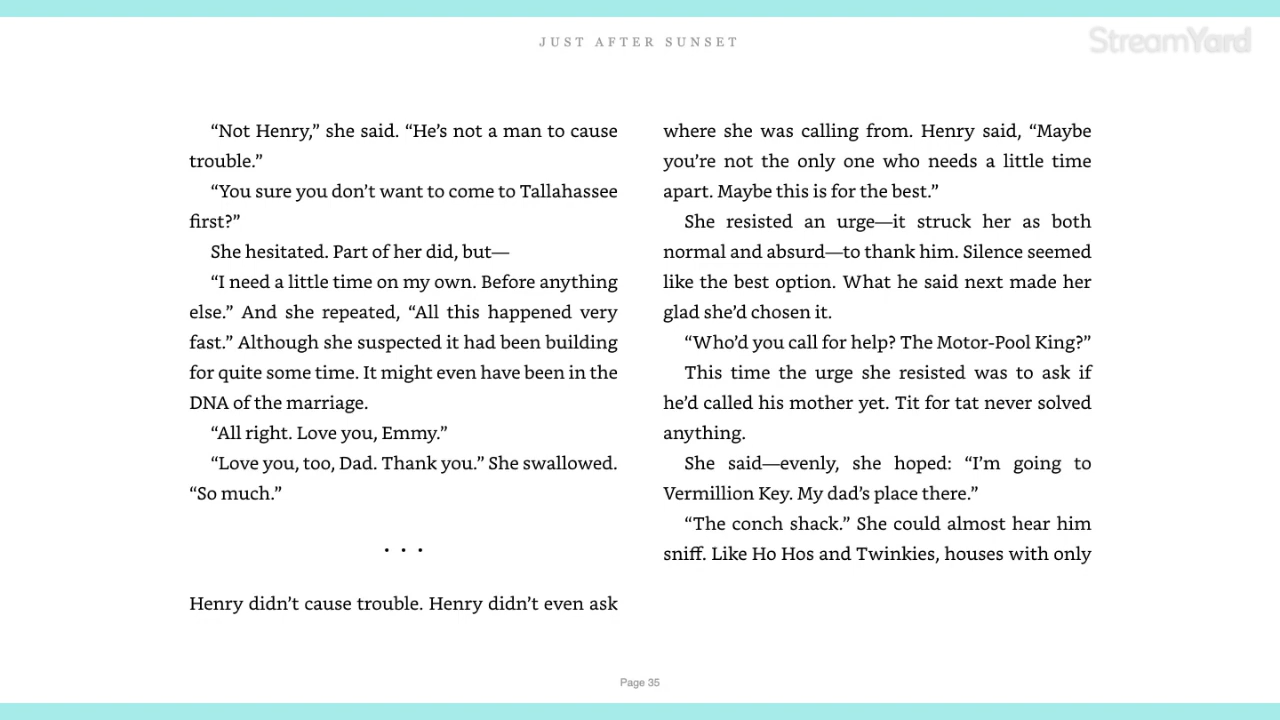 JUST AFTER SUNSET
StreamYard
“Not Henry,” she said. “He’s not a man to cause
trouble.”
“You sure you don’t want to come to Tallahassee
first?”
She hesitated. Part of her did, but—
“I need a little time on my own. Before anything
else.” And she repeated, “All this happened very
fast.” Although she suspected it had been building
for quite some time. It might even have been in the
DNA of the marriage.
“All right. Love you, Emmy.”
“Love you, too, Dad. Thank you.” She swallowed.
“So much.”
. . .
Henry didn’t cause trouble. Henry didn’t even ask
where she was calling from. Henry said, “Maybe
you’re not the only one who needs a little time
apart. Maybe this is for the best.”
She resisted an urge—it struck her as both
normal and absurd—to thank him. Silence seemed
like the best option. What he said next made her
glad she’d chosen it.
“Who’d you call for help? The Motor-Pool King?”
This time the urge she resisted was to ask if
he’d called his mother yet. Tit for tat never solved
anything.
She said—evenly, she hoped: “I’m going to
Vermillion Key. My dad’s place there.”
“The conch shack.” She could almost hear him
sniff. Like Ho Hos and Twinkies, houses with only
Page 35